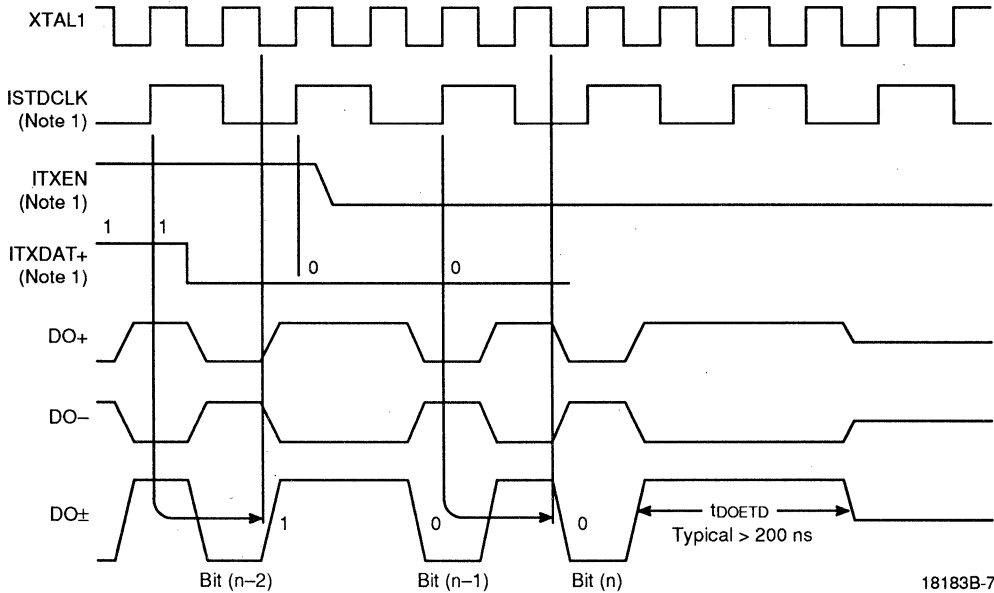 XTAL1
ISTDCLK
(Note 1)
ITXEN
(Note 1)
1 1
ITXDAT+
(Note 1)
0 0
DO+
DO–
DO±
1 0 0
tDOETD
Typical > 200 ns
Bit (n–2) Bit (n–1) Bit (n)
18183B-7